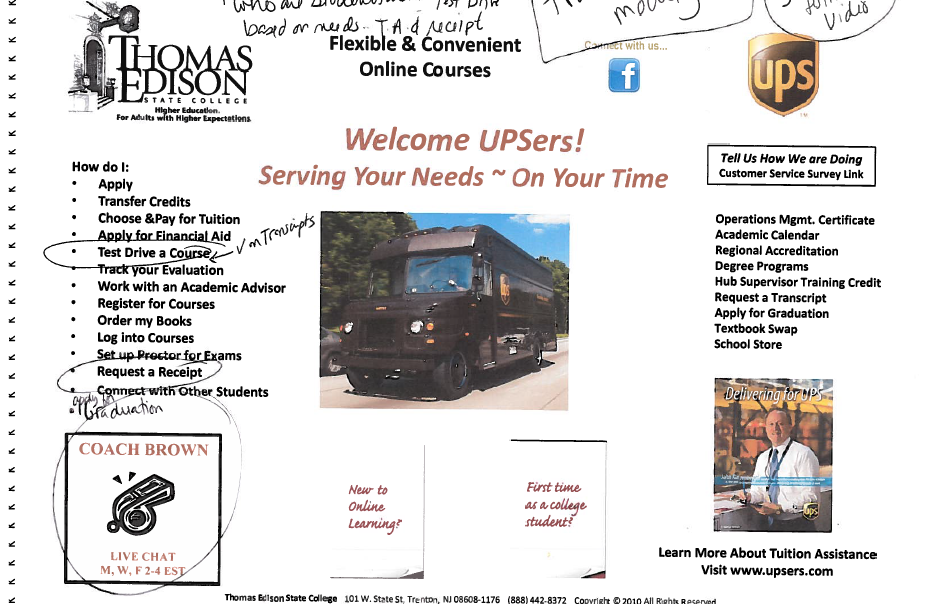 based on needs. T.A. & receipt
THOMAS
EDISON
STATE COLLEGE
Higher Education.
For Adults with Higher Expectations
Flexible & Convenient
Online Courses
Connect with us...
f
ups
Video
Welcome UPSers!
Serving Your Needs ~ On Your Time
Tell Us How We are Doing
Customer Service Survey Link
How do I:
• Apply
• Transfer Credits
• Choose &Pay for Tuition
• Apply for Financial Aid
• Test Drive a Course
• Track your Evaluation
• Work with an Academic Advisor
• Register for Courses
• Order my Books
• Log into Courses
• Set up Proctor for Exams
• Request a Receipt
• Connect with Other Students
on Transcripts
apply for
• Graduation
Operations Mgmt. Certificate
Academic Calendar
Regional Accreditation
Degree Programs
Hub Supervisor Training Credit
Request a Transcript
Apply for Graduation
Textbook Swap
School Store
ups
COACH BROWN
LIVE CHAT
M, W, F 2-4 EST
New to
Online
Learning?
First time
as a college
student?
Delivering for UPS
ups
Learn More About Tuition Assistance
Visit www.upsers.com
Thomas Edison State College 101 W. State St, Trenton, NJ 08608-1176 (888) 442-8372 Copyright © 2010 All Rights Reserved